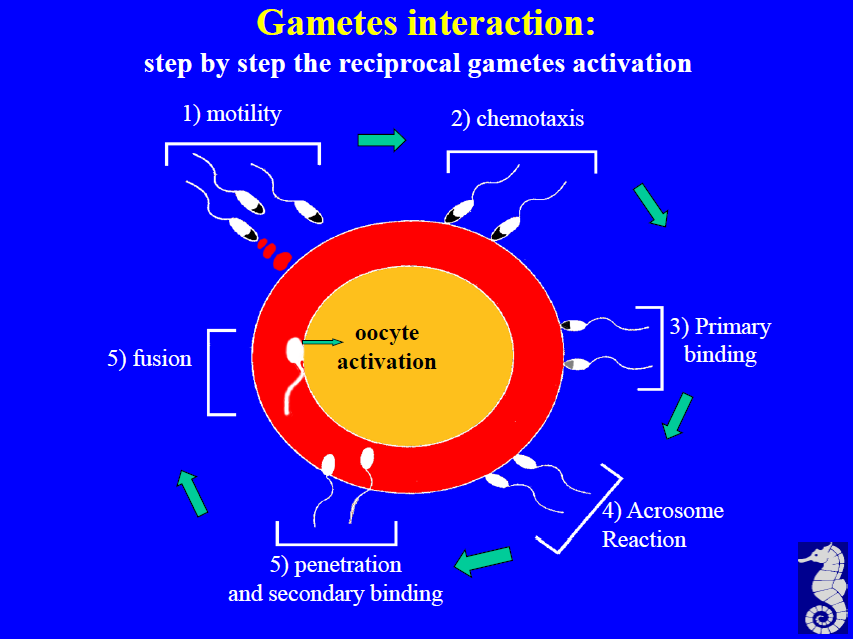 Gametes interaction:
step by step the reciprocal gametes activation
1) motility
2) chemotaxis
3) Primary
binding
4) Acrosome
Reaction
5) penetration
and secondary binding
5) fusion
oocyte
activation